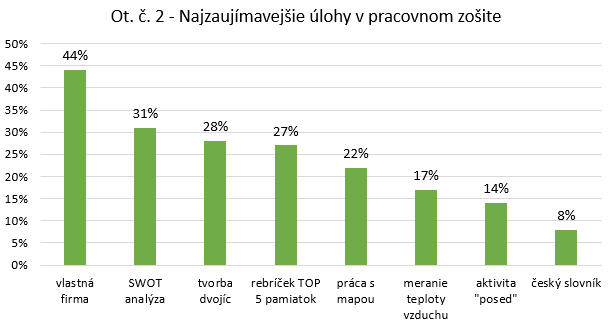 Ot. č. 2 - Najzaujímavejšie úlohy v pracovnom zošite
50%
45%
40%
35%
30%
25%
20%
15%
10%
5%
0%
44%
31%
28%
27%
22%
17%
14%
8%
vlastná
firma
SWOT
analýza
tvorba
dvojíc
rebríček TOP
5 pamiatok
práca s
mapou
meranie
teploty
vzduchu
aktivita
"posed"
český slovník